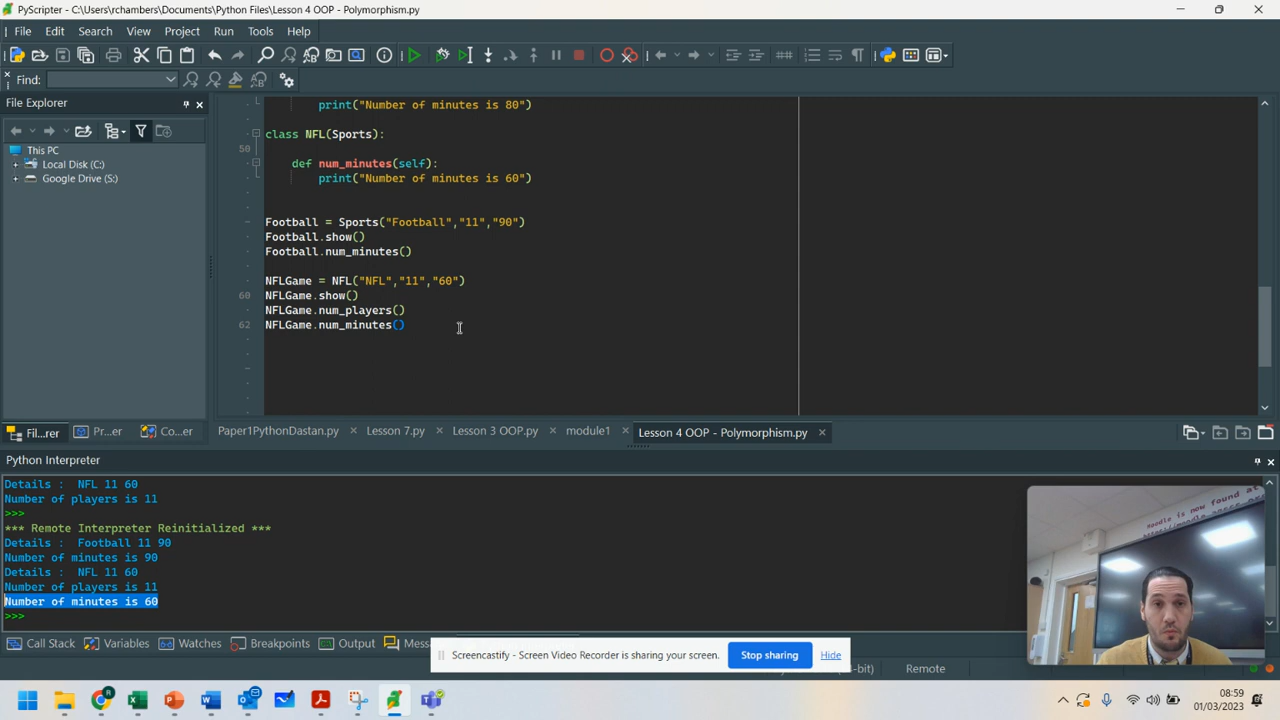 PyScripter - C:\Users\rchambers\Documents\Python Files\Lesson 4 OOP - Polymorphism.py
File Edit Search View Project Run Tools Help
Find:
File Explorer
This PC
Local Disk (C:)
Google Drive (S:)
print("Number of minutes is 80")
class NFL(Sports):
50
def num_minutes(self):
print("Number of minutes is 60")
Football = Sports("Football","11","90")
Football.show()
Football.num_minutes()
NFLGame = NFL("NFL","11","60")
60 NFLGame.show()
NFLGame.num_players()
62 NFLGame.num_minutes()
Fil...rer Pr...er Co...er
Paper1PythonDastan.py Lesson 7.py Lesson 3 OOP.py module1 Lesson 4 OOP - Polymorphism.py
Python Interpreter
Details : NFL 11 60
Number of players is 11
>>>
*** Remote Interpreter Reinitialized ***
Details : Football 11 90
Number of minutes is 90
Details : NFL 11 60
Number of players is 11
Number of minutes is 60
>>>
Call Stack Variables Watches Breakpoints Output Mess
Screencastify - Screen Video Recorder is sharing your screen. Stop sharing Hide
Remote
08:59
01/03/2023